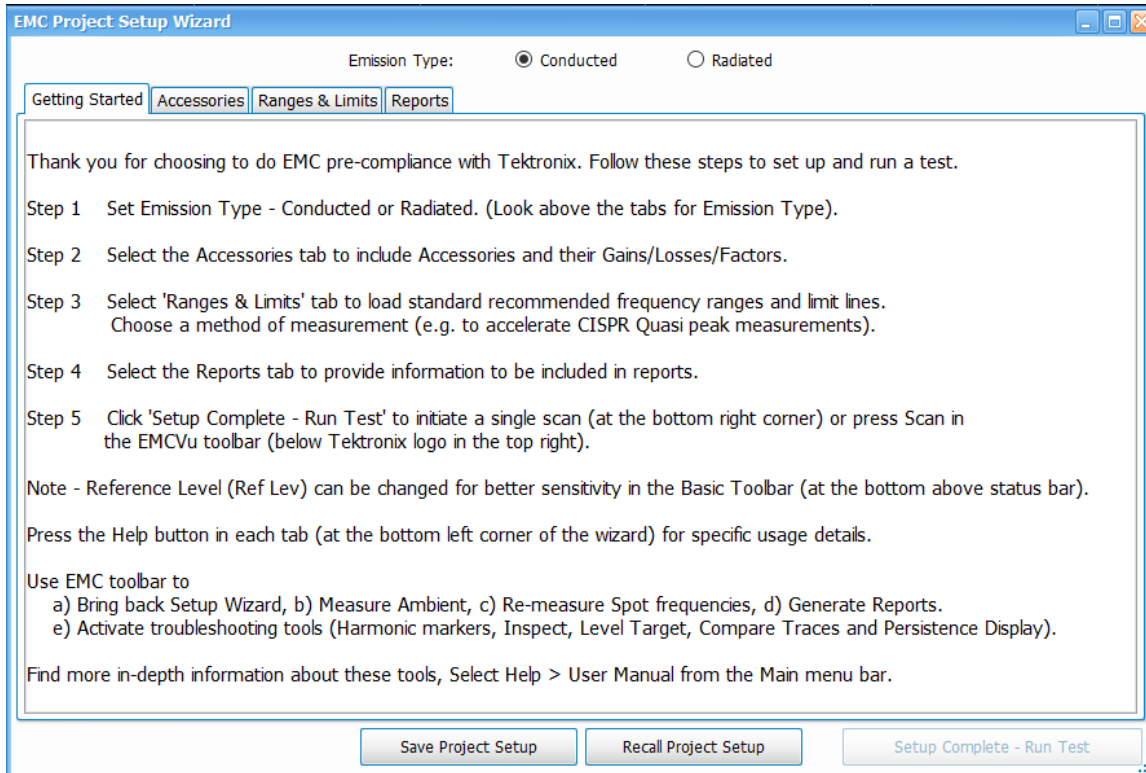 EMC Project Setup Wizard
Emission Type: Conducted Radiated
Getting Started Accessories Ranges & Limits Reports
Thank you for choosing to do EMC pre-compliance with Tektronix. Follow these steps to set up and run a test.
Step 1 Set Emission Type - Conducted or Radiated. (Look above the tabs for Emission Type).
Step 2 Select the Accessories tab to include Accessories and their Gains/Losses/Factors.
Step 3 Select 'Ranges & Limits' tab to load standard recommended frequency ranges and limit lines.
Choose a method of measurement (e.g. to accelerate CISPR Quasi peak measurements).
Step 4 Select the Reports tab to provide information to be included in reports.
Step 5 Click 'Setup Complete - Run Test' to initiate a single scan (at the bottom right corner) or press Scan in
the EMCVu toolbar (below Tektronix logo in the top right).
Note - Reference Level (Ref Lev) can be changed for better sensitivity in the Basic Toolbar (at the bottom above status bar).
Press the Help button in each tab (at the bottom left corner of the wizard) for specific usage details.
Use EMC toolbar to
a) Bring back Setup Wizard, b) Measure Ambient, c) Re-measure Spot frequencies, d) Generate Reports.
e) Activate troubleshooting tools (Harmonic markers, Inspect, Level Target, Compare Traces and Persistence Display).
Find more in-depth information about these tools, Select Help > User Manual from the Main menu bar.
Save Project Setup Recall Project Setup Setup Complete - Run Test